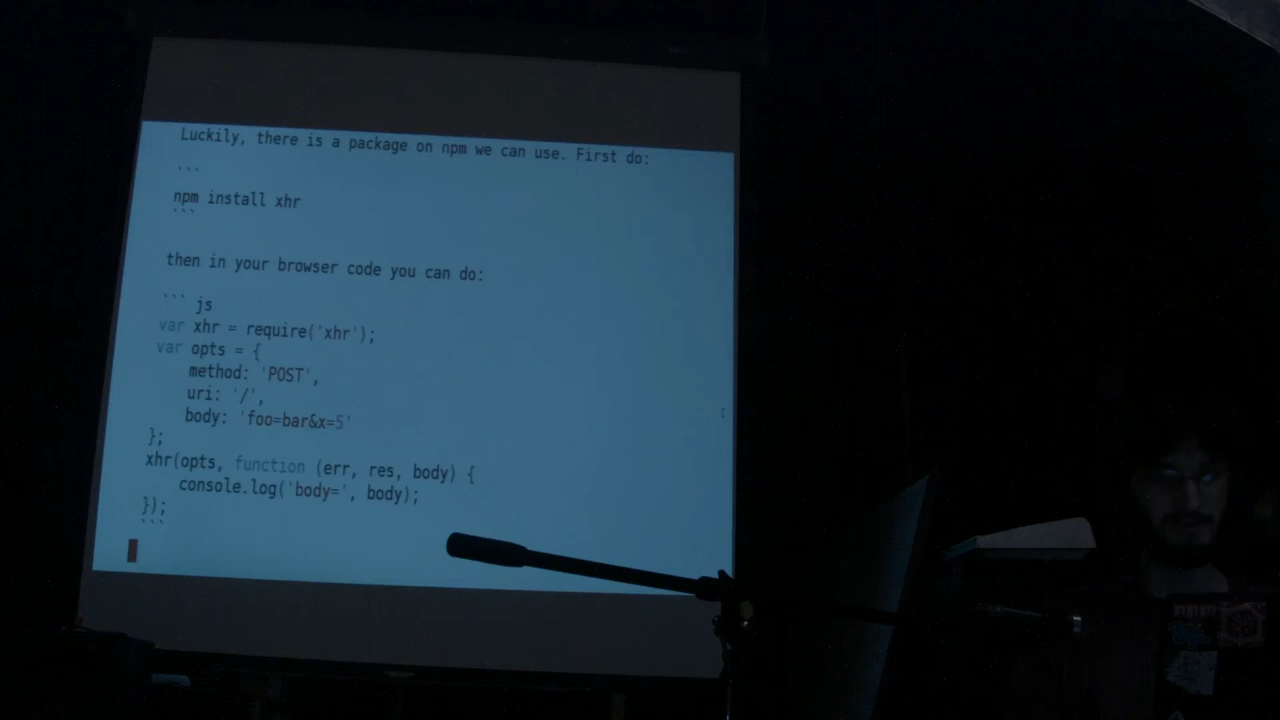 Luckily, there is a package on npm we can use. First do:
```
npm install xhr
```
then in your browser code you can do:
``` js
var xhr = require('xhr');
var opts = {
method: 'POST',
uri: '/',
body: 'foo=bar&x=5'
};
xhr(opts, function (err, res, body) {
console.log('body=', body);
});
```
npm